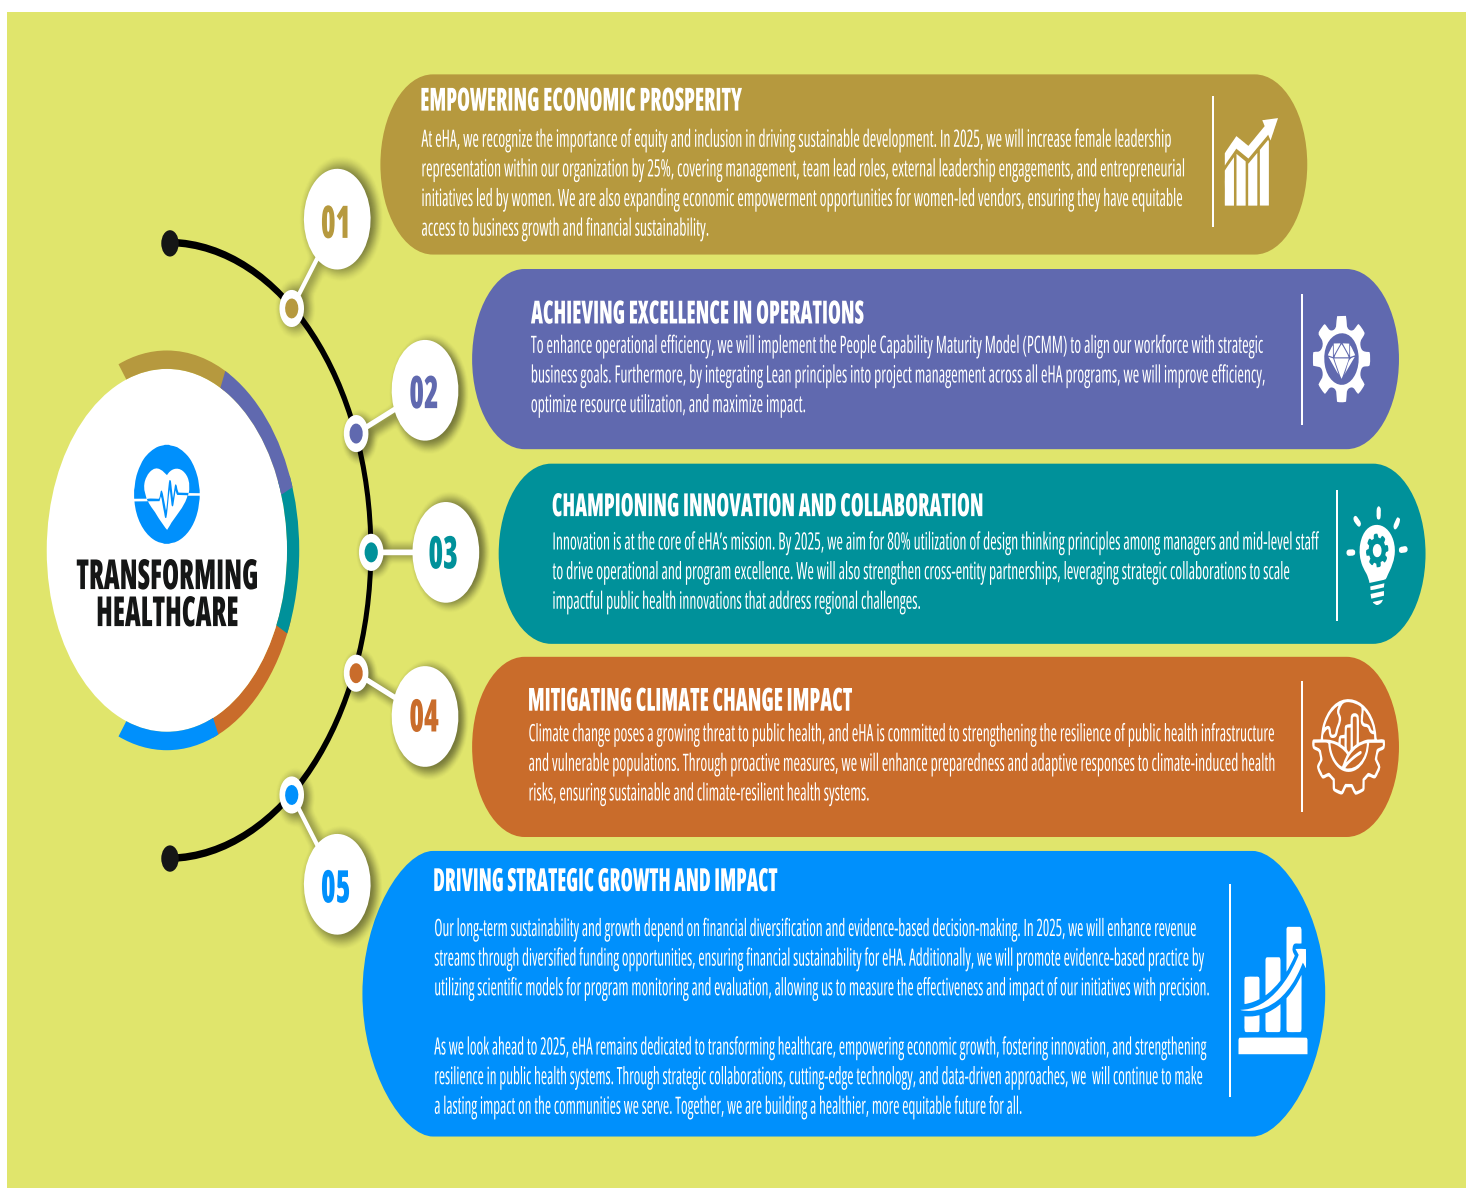 TRANSFORMING
HEALTHCARE
01
EMPOWERING ECONOMIC PROSPERITY
At eHA, we recognize the importance of equity and inclusion in driving sustainable development. In 2025, we will increase female leadership
representation within our organization by 25%, covering management, team lead roles, external leadership engagements, and entrepreneurial
initiatives led by women. We are also expanding economic empowerment opportunities for women-led vendors, ensuring they have equitable
access to business growth and financial sustainability.
02
ACHIEVING EXCELLENCE IN OPERATIONS
To enhance operational efficiency, we will implement the People Capability Maturity Model (PCMM) to align our workforce with strategic
business goals. Furthermore, by integrating Lean principles into project management across all eHA programs, we will improve efficiency,
optimize resource utilization, and maximize impact.
03
CHAMPIONING INNOVATION AND COLLABORATION
Innovation is at the core of eHA’s mission. By 2025, we aim for 80% utilization of design thinking principles among managers and mid-level staff
to drive operational and program excellence. We will also strengthen cross-entity partnerships, leveraging strategic collaborations to scale
impactful public health innovations that address regional challenges.
04
MITIGATING CLIMATE CHANGE IMPACT
Climate change poses a growing threat to public health, and eHA is committed to strengthening the resilience of public health infrastructure
and vulnerable populations. Through proactive measures, we will enhance preparedness and adaptive responses to climate-induced health
risks, ensuring sustainable and climate-resilient health systems.
05
DRIVING STRATEGIC GROWTH AND IMPACT
Our long-term sustainability and growth depend on financial diversification and evidence-based decision-making. In 2025, we will enhance revenue
streams through diversified funding opportunities, ensuring financial sustainability for eHA. Additionally, we will promote evidence-based practice by
utilizing scientific models for program monitoring and evaluation, allowing us to measure the effectiveness and impact of our initiatives with precision.
As we look ahead to 2025, eHA remains dedicated to transforming healthcare, empowering economic growth, fostering innovation, and strengthening
resilience in public health systems. Through strategic collaborations, cutting-edge technology, and data-driven approaches, we will continue to make
a lasting impact on the communities we serve. Together, we are building a healthier, more equitable future for all.